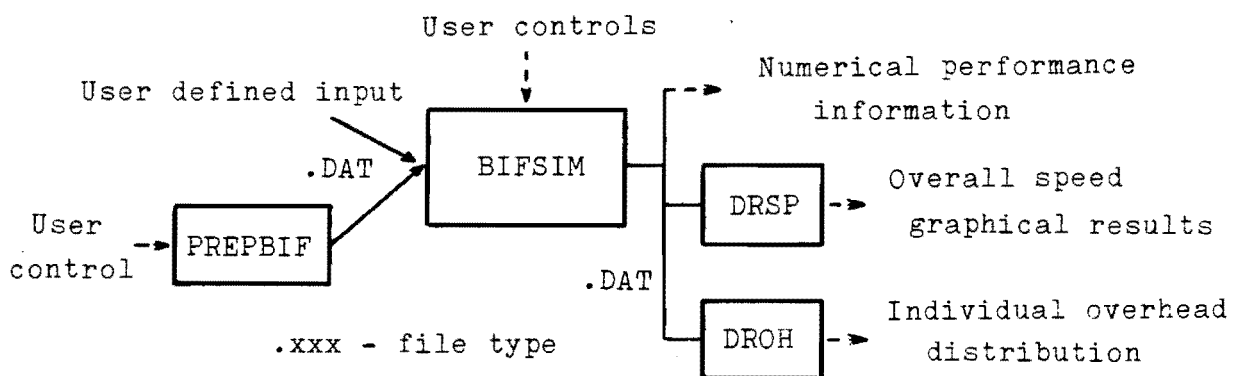 User controls
User defined input
Numerical performance
information
.DAT
BIFSIM
User
control
PREPBIF
DRSP
Overall speed
graphical results
.DAT
DROH
Individual overhead
distribution
.xxx - file type